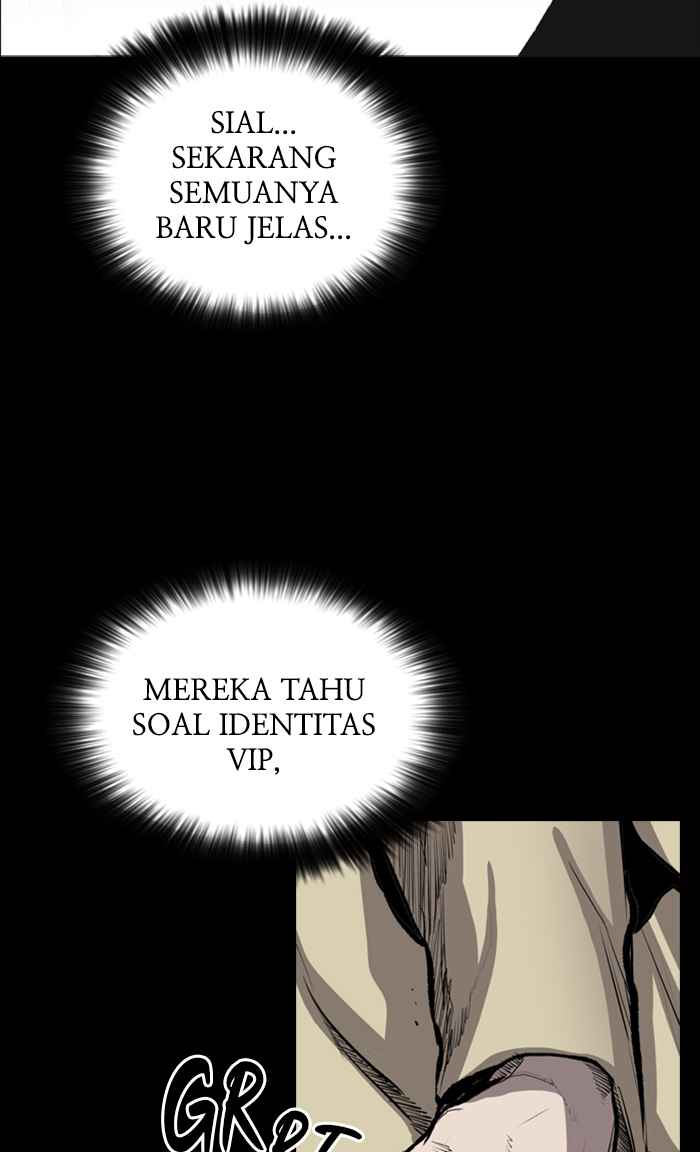 SIAL...
SEKARANG
SEMUANYA
BARU JELAS...
MEREKA TAHU
SOAL IDENTITAS
VIP,